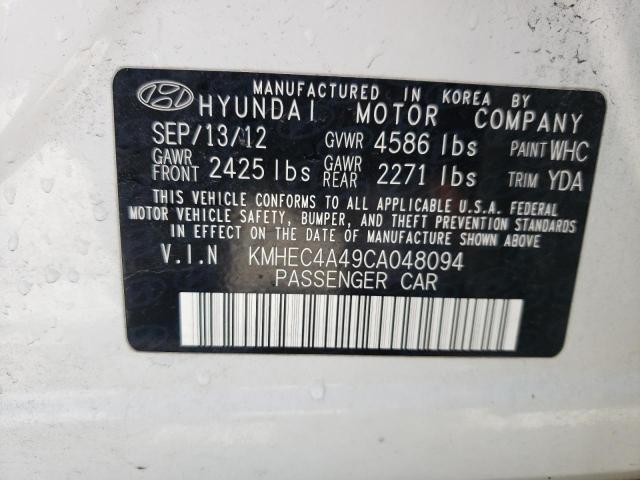 MANUFACTURED IN KOREA BY
HYUNDAI MOTOR COMPANY
SEP/13/12 GVWR 4586 lbs PAINT WHC
GAWR FRONT 2425 lbs GAWR REAR 2271 lbs TRIM YDA
THIS VEHICLE CONFORMS TO ALL APPLICABLE U.S.A. FEDERAL
MOTOR VEHICLE SAFETY, BUMPER, AND THEFT PREVENTION STANDARDS
IN EFFECT ON THE DATE OF MANUFACTURE SHOWN ABOVE.
V.I.N KMHEC4A49CA048094
PASSENGER CAR